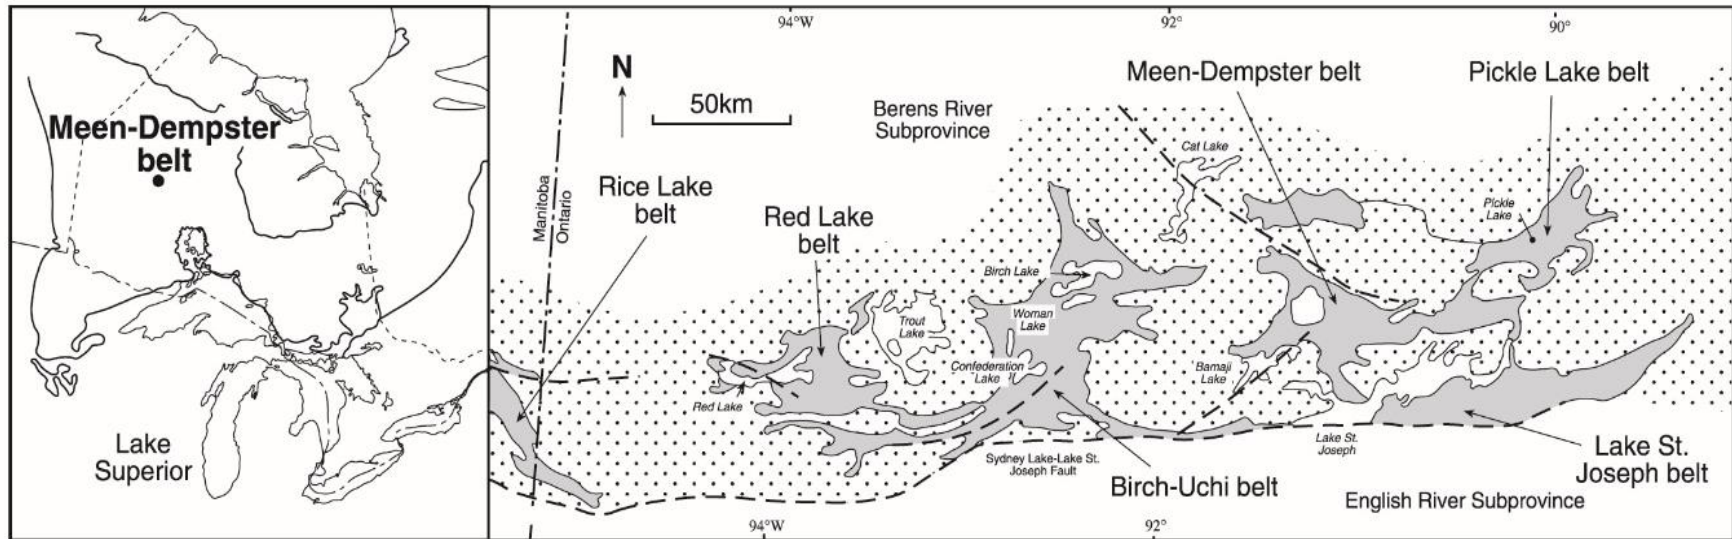 Meen-Dempster
belt
Lake
Superior
94°W
92°
90°
N
50km
Manitoba
Ontario
Berens River
Subprovince
Meen-Dempster belt
Pickle Lake belt
Rice Lake
belt
Red Lake
belt
Cat Lake
Pickle
Lake
Birch Lake
Trout
Lake
Woman
Lake
Confederation
Lake
Red Lake
Bamaji
Lake
Sydney Lake-Lake St.
Joseph Fault
Lake St.
Joseph
Birch-Uchi belt
Lake St.
Joseph belt
English River Subprovince
94°W
92°